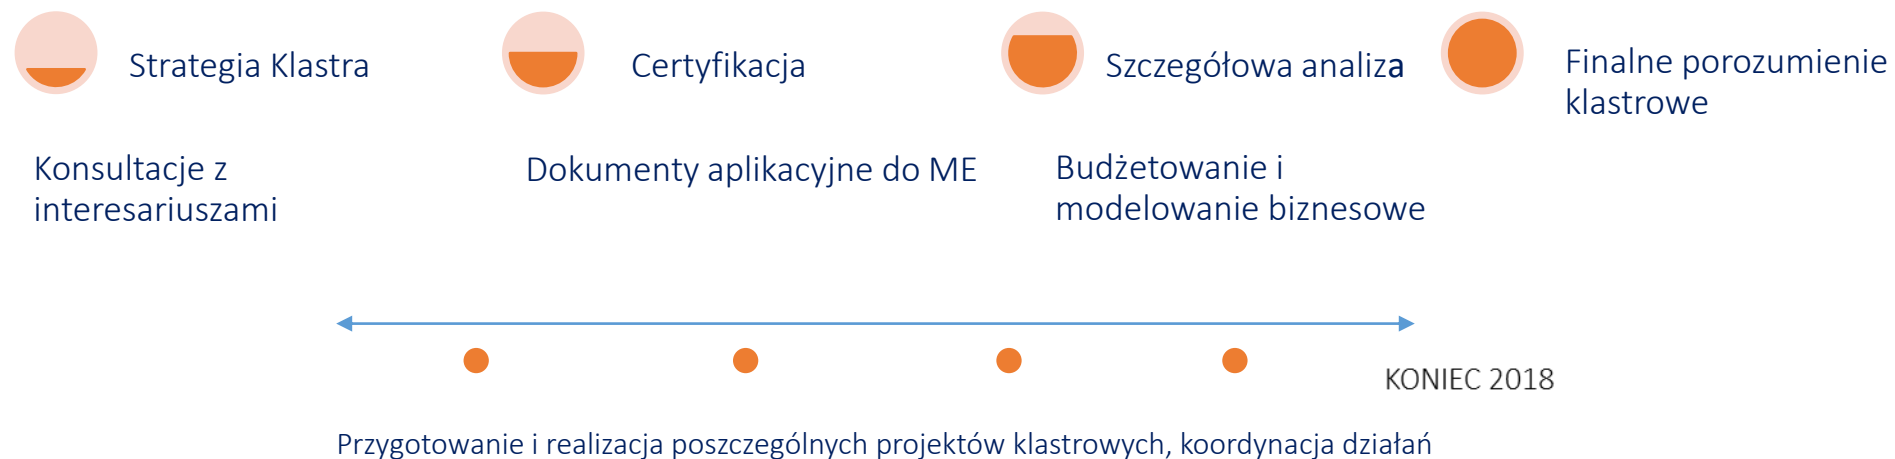 Strategia Klastra
Certyfikacja
Szczegółowa analiza
Finalne porozumienie
klastrowe
Konsultacje z
interesariuszami
Dokumenty aplikacyjne do ME
Budżetowanie i
modelowanie biznesowe
KONIEC 2018
Przygotowanie i realizacja poszczególnych projektów klastrowych, koordynacja działań